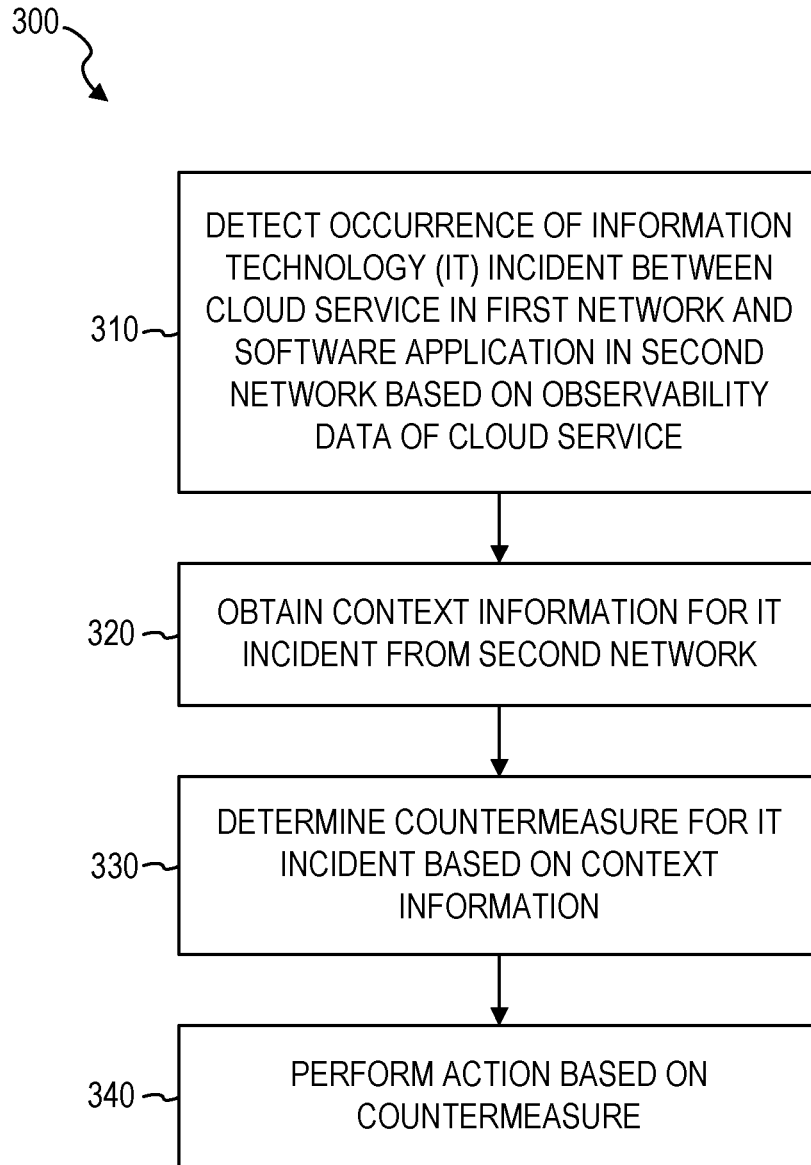 300
310
DETECT OCCURRENCE OF INFORMATION
TECHNOLOGY (IT) INCIDENT BETWEEN
CLOUD SERVICE IN FIRST NETWORK AND
SOFTWARE APPLICATION IN SECOND
NETWORK BASED ON OBSERVABILITY
DATA OF CLOUD SERVICE
320
OBTAIN CONTEXT INFORMATION FOR IT
INCIDENT FROM SECOND NETWORK
330
DETERMINE COUNTERMEASURE FOR IT
INCIDENT BASED ON CONTEXT
INFORMATION
340
PERFORM ACTION BASED ON
COUNTERMEASURE